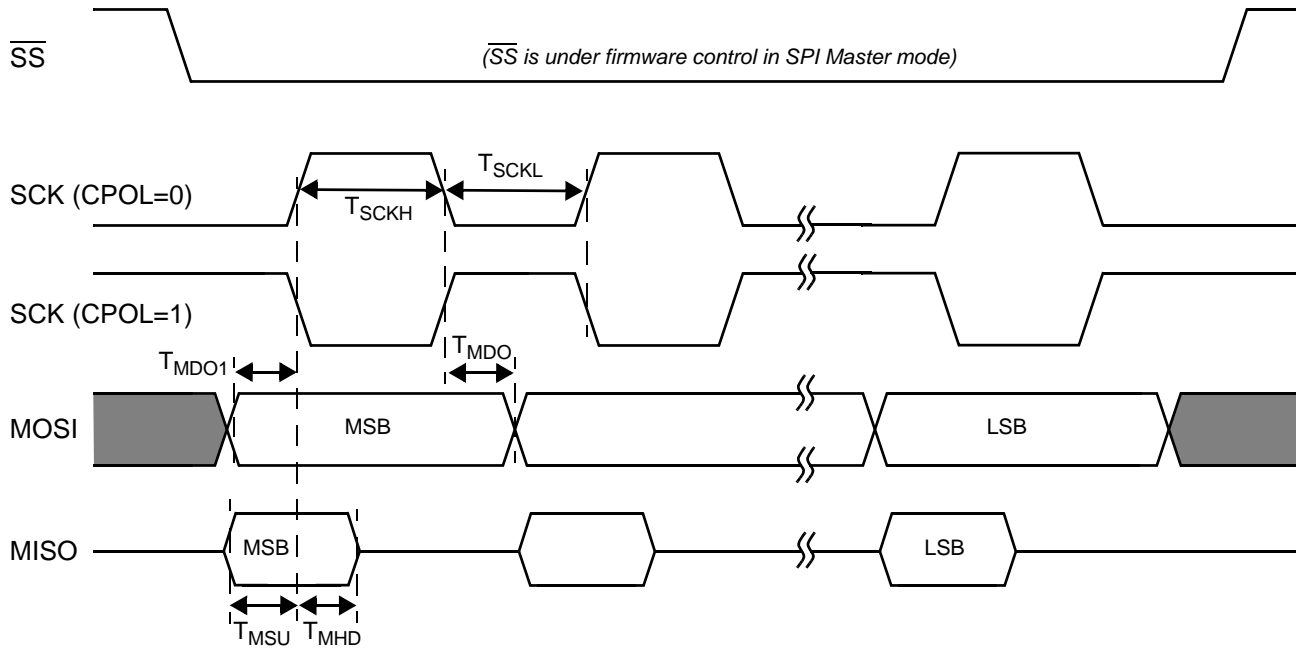 SS
(SS is under firmware control in SPI Master mode)
TSCKL
SCK (CPOL=0)
TSCKH
SCK (CPOL=1)
TMDO1
TMDO
MOSI
MSB
LSB
MISO
MSB
LSB
TMSU
TMHD